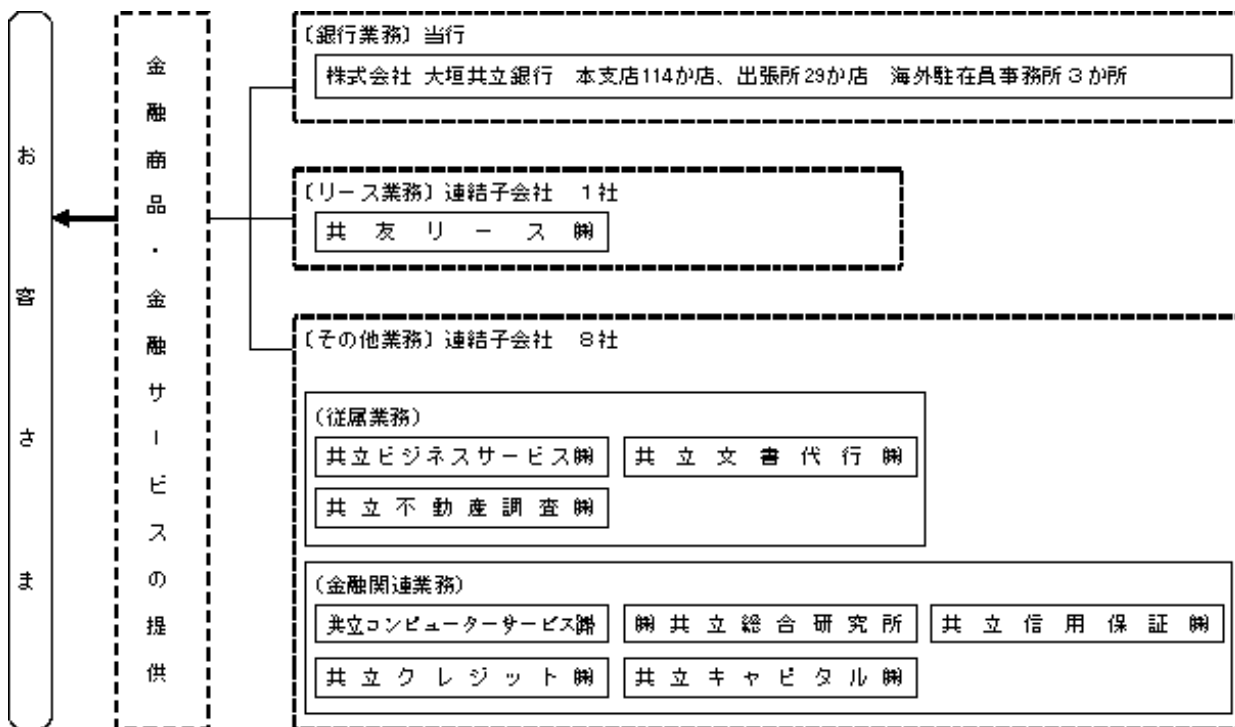 お客さま
金融商品・金融サービスの提供
〔銀行業務〕当行
株式会社 大垣共立銀行 本支店114か店、出張所29か店 海外駐在員事務所3か所
〔リース業務〕連結子会社 1社
共友リース㈱
〔その他業務〕連結子会社 8社
(従属業務)
共立ビジネスサービス㈱ 共立文書代行㈱
共立不動産調査㈱
(金融関連業務)
共立コンピューターサービス㈱ ㈱共立総合研究所 共立信用保証㈱
共立クレジット㈱ 共立キャピタル㈱